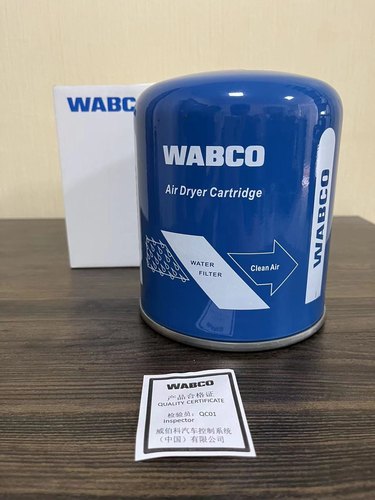 WABCO
WABCO
Air Dryer Cartridge
WATER
FILTER
Clean Air
WABCO
WABCO
产品合格证
QUALITY CERTIFICATE
检验员： QC01
Inspector
威伯科汽车控制系统
（中国）有限公司